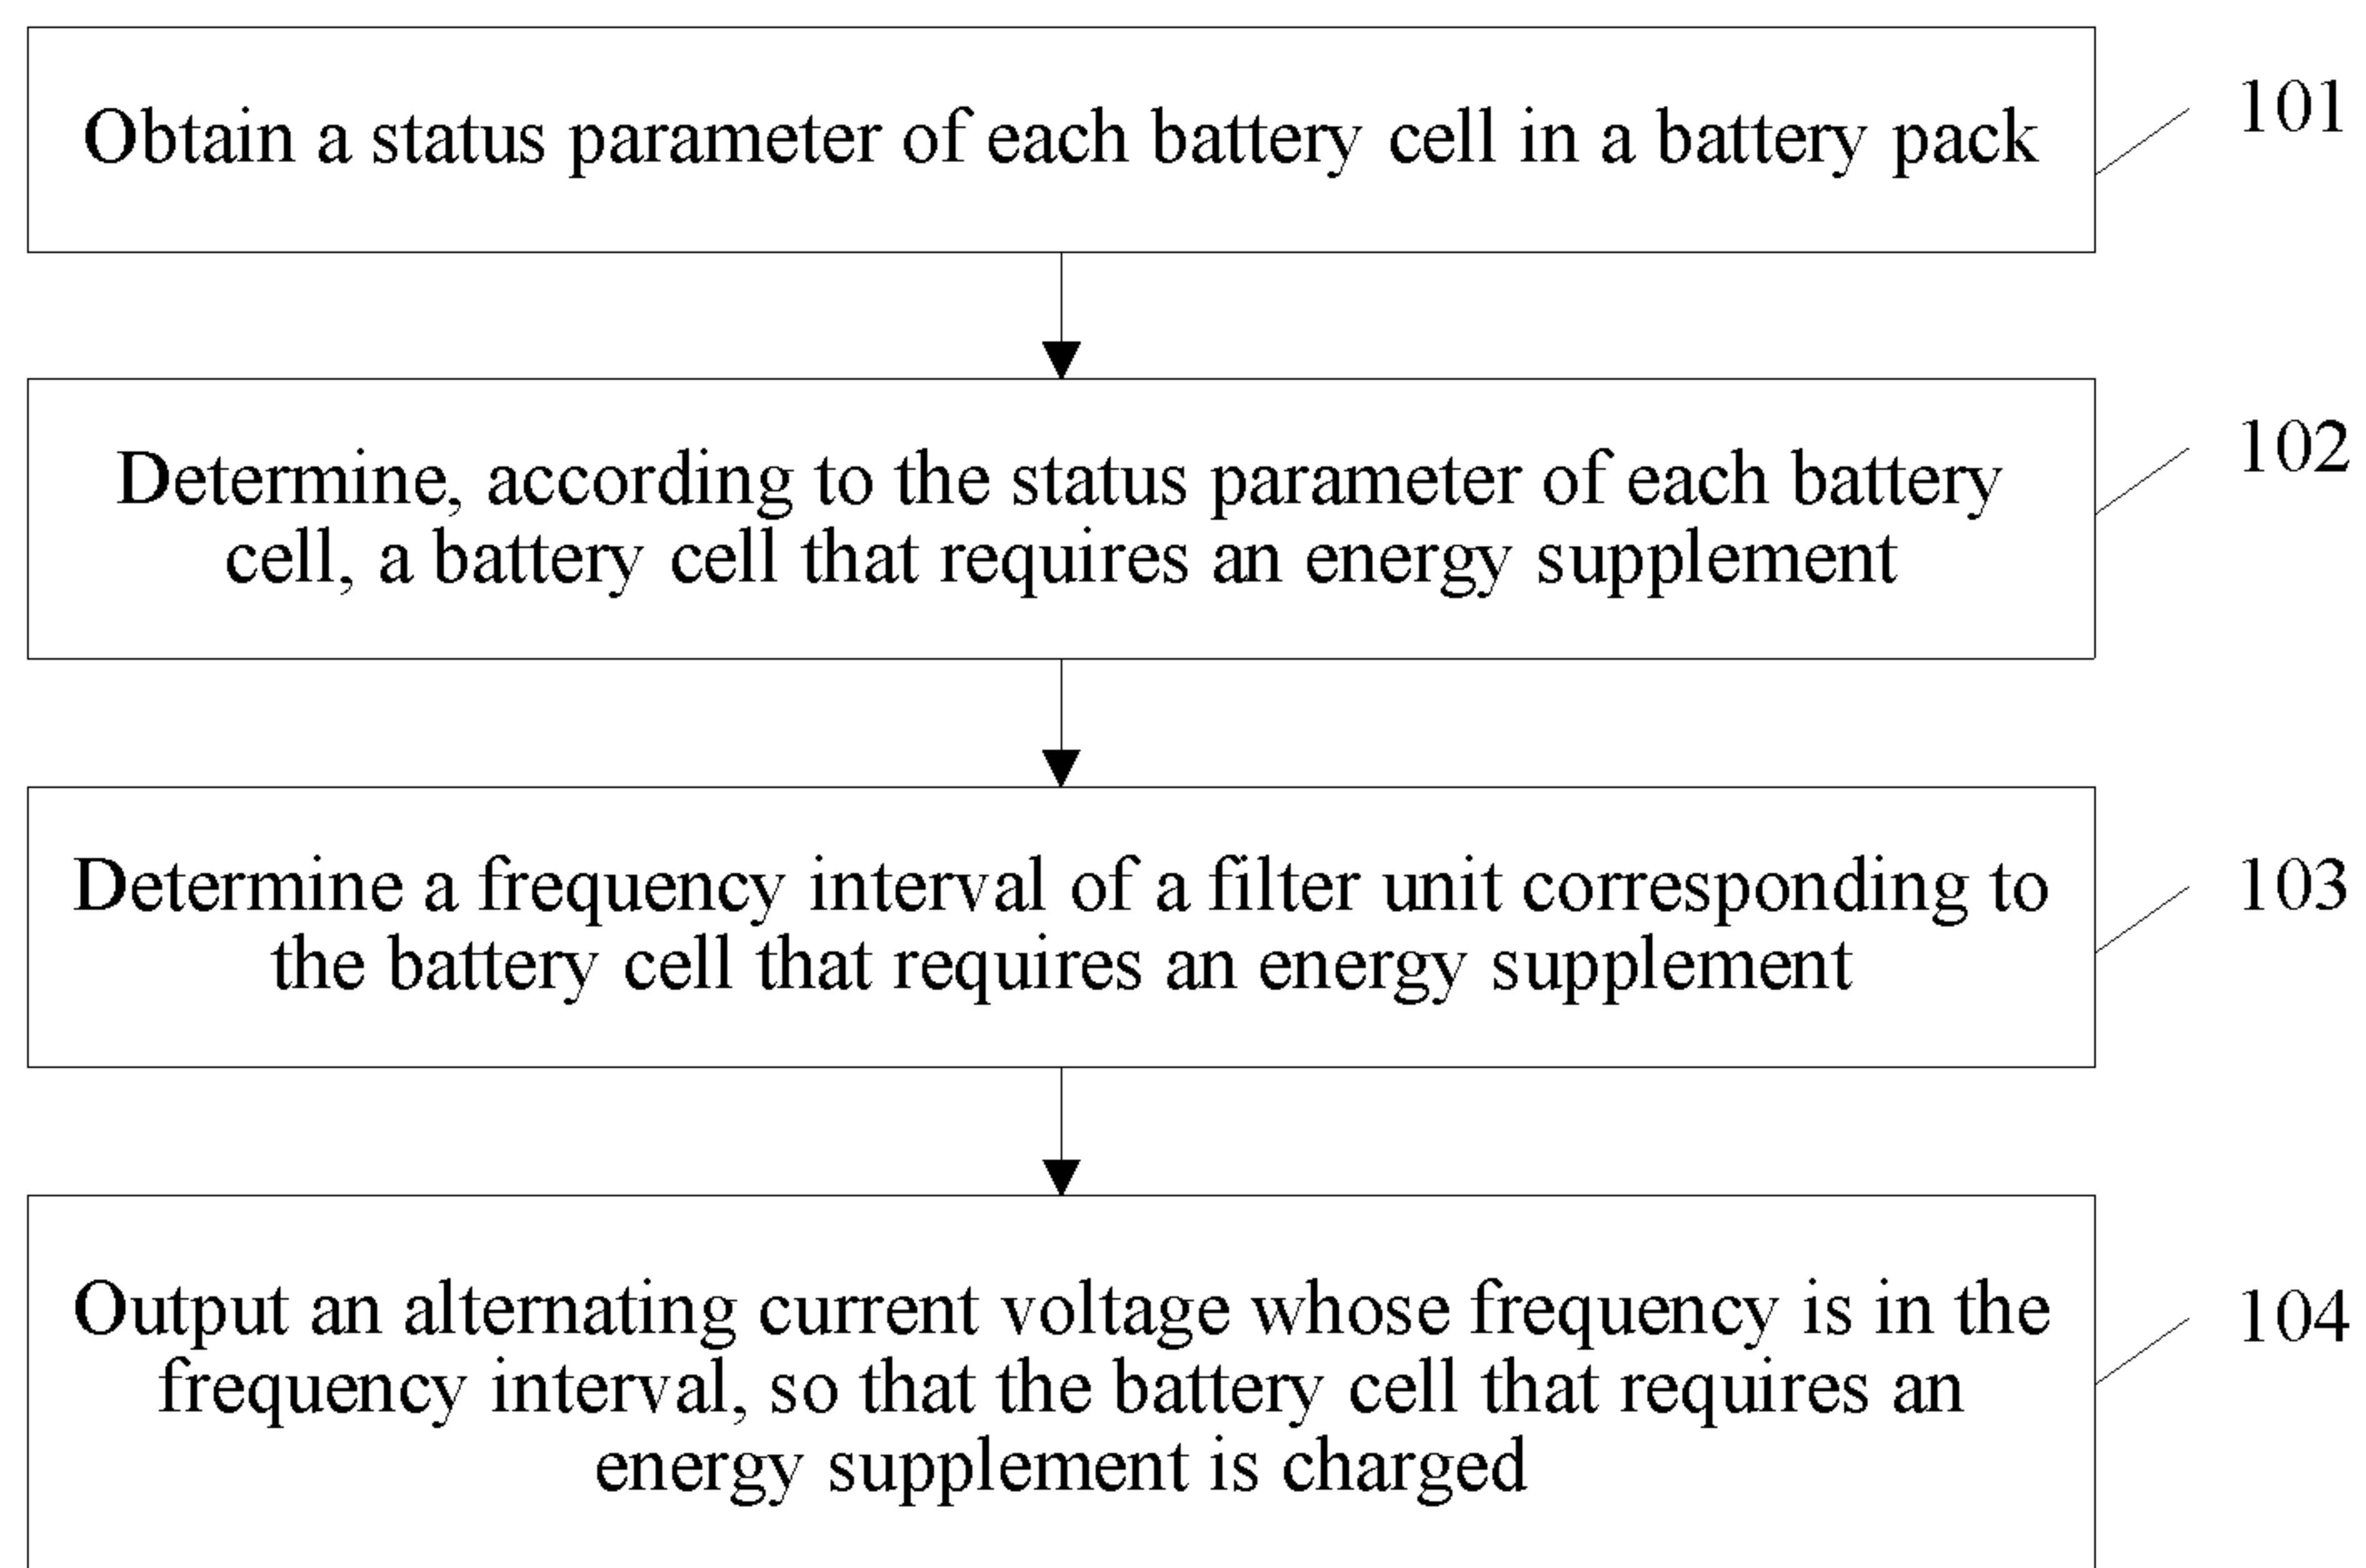 Obtain a status parameter of each battery cell in a battery pack
101
Determine, according to the status parameter of each battery
cell, a battery cell that requires an energy supplement
102
Determine a frequency interval of a filter unit corresponding to
the battery cell that requires an energy supplement
103
Output an alternating current voltage whose frequency is in the
frequency interval, so that the battery cell that requires an
energy supplement is charged
104